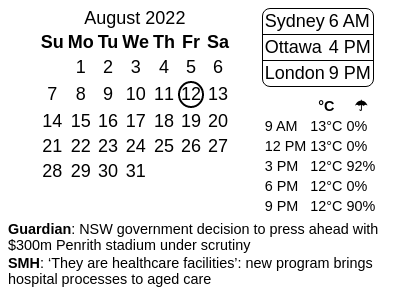 August 2022
Su Mo Tu We Th Fr Sa
1 2 3 4 5 6
7 8 9 10 11 12 13
14 15 16 17 18 19 20
21 22 23 24 25 26 27
28 29 30 31
Sydney 6 AM
Ottawa 4 PM
London 9 PM
°C ☂
9 AM 13°C 0%
12 PM 13°C 0%
3 PM 12°C 92%
6 PM 12°C 0%
9 PM 12°C 90%
Guardian: NSW government decision to press ahead with
$300m Penrith stadium under scrutiny
SMH: ‘They are healthcare facilities’: new program brings
hospital processes to aged care